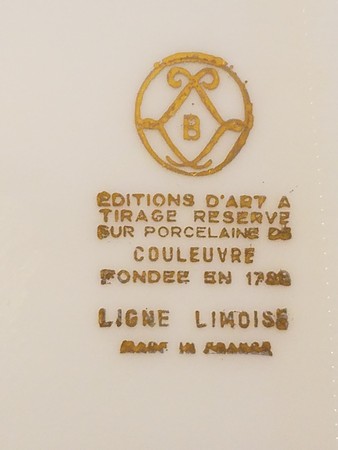 B
EDITIONS D'ART A
TIRAGE RESERVE
SUR PORCELAINE DE
COULEUVRE
FONDEE EN 1788
LIGNE LIMOISE
MADE IN FRANCE